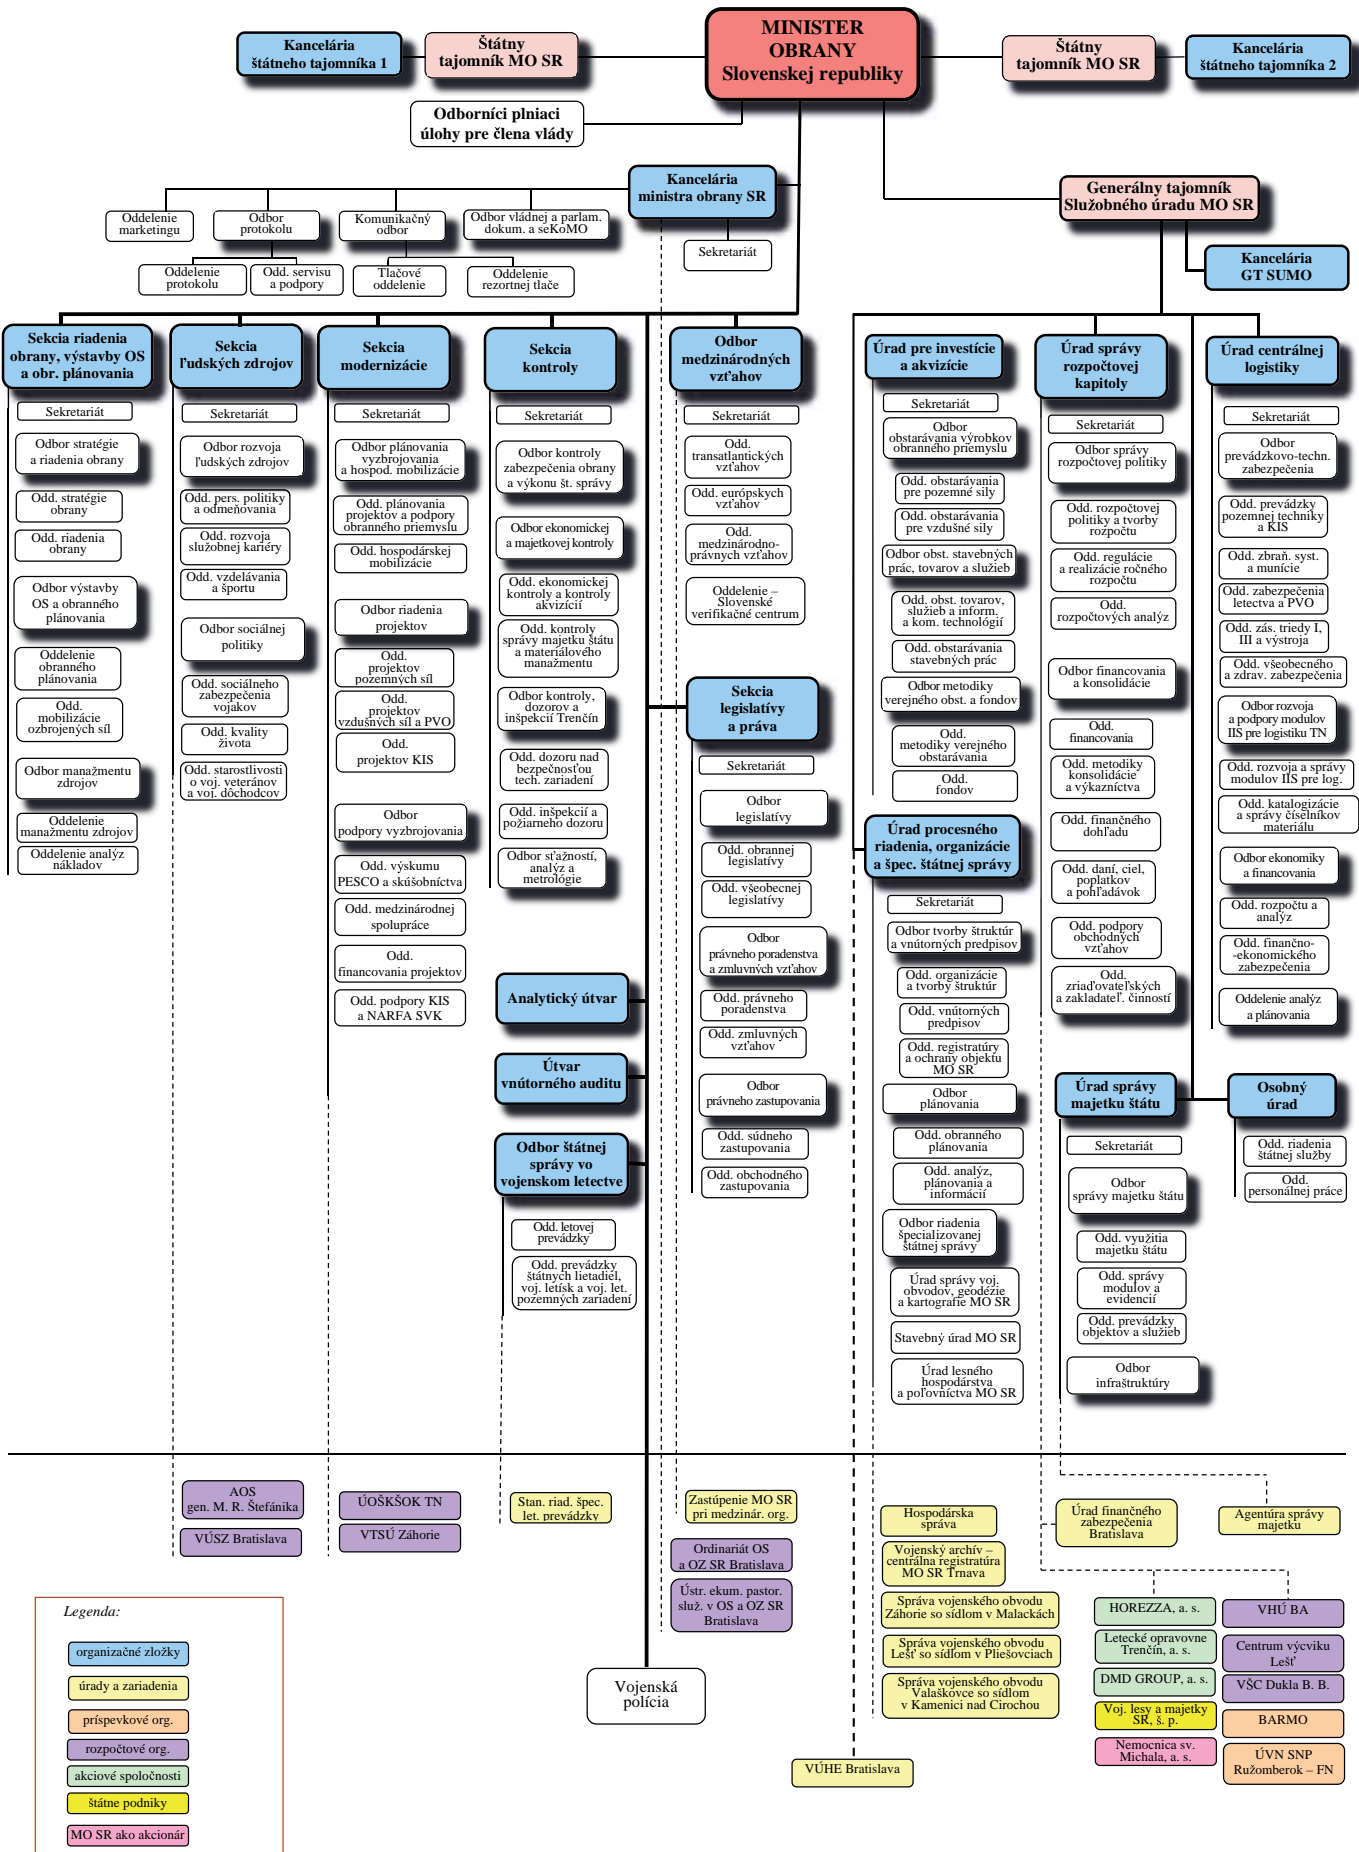 Kancelária
štátneho tajomníka 1
Štátny
tajomník MO SR
MINISTER
OBRANY
Slovenskej republiky
Štátny
tajomník MO SR
Kancelária
štátneho tajomníka 2
Odborníci plniaci
úlohy pre člena vlády
Kancelária
ministra obrany SR
Generálny tajomník
Služobného úradu MO SR
Kancelária
GT SUMO
Oddelenie
marketingu
Odbor
protokolu
Komunikačný
odbor
Odbor vládnej a parlam.
dokum. a seKoMO
Sekretariát
Oddelenie
protokolu
Odd. servisu
a podpory
Tlačové
oddelenie
Oddelenie
rezortnej tlače
Sekcia riadenia
obrany, výstavby OS
a obr. plánovania
Sekretariát
Odbor stratégie
a riadenia obrany
Odd. stratégie
obrany
Odd. riadenia
obrany
Odbor výstavby
OS a obranného
plánovania
Oddelenie
obranného
plánovania
Odd.
mobilizácie
ozbrojených síl
Odbor manažmentu
zdrojov
Oddelenie
manažmentu zdrojov
Oddelenie analýz
nákladov
Sekcia
ľudských zdrojov
Sekretariát
Odbor rozvoja
ľudských zdrojov
Odd. pers. politiky
a odmeňovania
Odd. rozvoja
služobnej kariéry
Odd. vzdelávania
a športu
Odbor sociálnej
politiky
Odd. sociálneho
zabezpečenia
vojakov
Odd. kvality
života
Odd. starostlivosti
o voj. veteránov
a voj. dôchodcov
Sekcia
modernizácie
Sekretariát
Odbor plánovania
vyzbrojovania
a hospod. mobilizácie
Odd. plánovania
projektov a podpory
obranného priemyslu
Odd. hospodárskej
mobilizácie
Odbor riadenia
projektov
Odd.
projektov
pozemných síl
Odd.
projektov
vzdušných síl a PVO
Odd.
projektov KIS
Odbor
podpory vyzbrojovania
Odd. výskumu
PESCO a skúšobníctva
Odd. medzinárodnej
spolupráce
Odd.
financovania projektov
Odd. podpory KIS
a NARFA SVK
Sekcia
kontroly
Sekretariát
Odbor kontroly
zabezpečenia obrany
a výkonu št. správy
Odbor ekonomickej
a majetkovej kontroly
Odd. ekonomickej
kontroly a kontroly
akvizícií
Odd. kontroly
správy majetku štátu
a materiálového
manažmentu
Odbor kontroly,
dozorov a
inšpekcií Trenčín
Odd. dozoru nad
bezpečnosťou
tech. zariadení
Odd. inšpekcií a
požiarneho dozoru
Odbor sťažností,
analýz a
metrológie
Analytický útvar
Útvar
vnútorného auditu
Odbor štátnej
správy vo
vojenskom letectve
Odd. letovej
prevádzky
Odd. prevádzky
štátnych lietadiel,
voj. letísk a voj. let.
pozemných zariadení
Odbor
medzinárodných
vzťahov
Sekretariát
Odd.
transatlantických
vzťahov
Odd. európskych
vzťahov
Odd.
medzinárodno-
právnych vzťahov
Oddelenie –
Slovenské
verifikačné centrum
Sekcia
legislatívy
a práva
Sekretariát
Odbor
legislatívy
Odd. obrannej
legislatívy
Odd. všeobecnej
legislatívy
Odbor
právneho poradenstva
a zmluvných vzťahov
Odd. právneho
poradenstva
Odd. zmluvných
vzťahov
Odbor
právneho zastupovania
Odd. súdneho
zastupovania
Odd. obchodného
zastupovania
Úrad pre investície
a akvizície
Sekretariát
Odbor
obstarávania výrobkov
obranného priemyslu
Odd. obstarávania
pre pozemné sily
Odd. obstarávania
pre vzdušné sily
Odbor obst. stavebných
prác, tovarov a služieb
Odd. obst. tovarov,
služieb a inform.
a kom. technológií
Odd. obstarávania
stavebných prác
Odbor metodiky
verejného obst. a fondov
Odd.
metodiky verejného
obstarávania
Odd.
fondov
Úrad procesného
riadenia, organizácie
a špec. štátnej správy
Sekretariát
Odbor tvorby štruktúr
a vnútorných predpisov
Odd. organizácie
a tvorby štruktúr
Odd. vnútorných
predpisov
Odd. registratúry
a ochrany objektu
MO SR
Odbor
plánovania
Odd. obranného
plánovania
Odd. analýz,
plánovania a
informácií
Odbor riadenia
špecializovanej
štátnej správy
Úrad správy voj.
obvodov, geodézie
a kartografie MO SR
Stavebný úrad MO SR
Úrad lesného
hospodárstva
a poľovníctva MO SR
Úrad správy
rozpočtovej
kapitoly
Sekretariát
Odbor správy
rozpočtovej politiky
Odd. rozpočtovej
politiky a tvorby
rozpočtu
Odd. regulácie
a realizácie ročného
rozpočtu
Odd.
rozpočtových analýz
Odbor financovania
a konsolidácie
Odd.
financovania
Odd. metodiky
konsolidácie
a výkazníctva
Odd. finančného
dohľadu
Odd. daní, ciel,
poplatkov
a pohľadávok
Odd. podpory
obchodných
vzťahov
Odd.
zriaďovateľských
a zakladateľ. činností
Úrad centrálnej
logistiky
Sekretariát
Odbor
prevádzkovo-techn.
zabezpečenia
Odd. prevádzky
pozemnej techniky
a KIS
Odd. zbraň. syst.
a munície
Odd. zabezpečenia
letectva a PVO
Odd. zás. triedy I,
III a výstroja
Odd. všeobecného
a zdrav. zabezpečenia
Odbor rozvoja
a podpory modulov
IIS pre logistiku TN
Odd. rozvoja a správy
modulov IIS pre log.
Odd. katalogizácie
a správy číselníkov
materiálu
Odbor ekonomiky
a financovania
Odd. rozpočtu a
analýz
Odd. finančno-
-ekonomického
zabezpečenia
Oddelenie analýz
a plánovania
Úrad správy
majetku štátu
Sekretariát
Odbor
správy majetku štátu
Odd. využitia
majetku štátu
Odd. správy
modulov a
evidencií
Odd. prevádzky
objektov a služieb
Odbor
infraštruktúry
Osobný
úrad
Odd. riadenia
štátnej služby
Odd.
personálnej práce
AOS
gen. M. R. Štefánika
VÚSZ Bratislava
ÚOŠKŠOK TN
VTSÚ Záhorie
Stan. riad. špec.
let. prevádzky
Zastúpenie MO SR
pri medzinár. org.
Ordinariát OS
a OZ SR Bratislava
Ústr. ekum. pastor.
služ. v OS a OZ SR
Bratislava
Vojenská
polícia
Hospodárska
správa
Vojenský archív –
centrálna registratúra
MO SR Trnava
Správa vojenského obvodu
Záhorie so sídlom v Malackách
Správa vojenského obvodu
Lešť so sídlom v Pliešovciach
Správa vojenského obvodu
Valaškovce so sídlom
v Kamenici nad Cirochou
VÚHE Bratislava
Úrad finančného
zabezpečenia
Bratislava
Agentúra správy
majetku
HOREZZA, a. s.
Letecké opravovne
Trenčín, a. s.
DMD GROUP, a. s.
Voj. lesy a majetky
SR, š. p.
Nemocnica sv.
Michala, a. s.
VHÚ BA
Centrum výcviku
Lešť
VŠC Dukla B. B.
BARMO
ÚVN SNP
Ružomberok – FN
Legenda:
organizačné zložky
úrady a zariadenia
príspevkové org.
rozpočtové org.
akciové spoločnosti
štátne podniky
MO SR ako akcionár